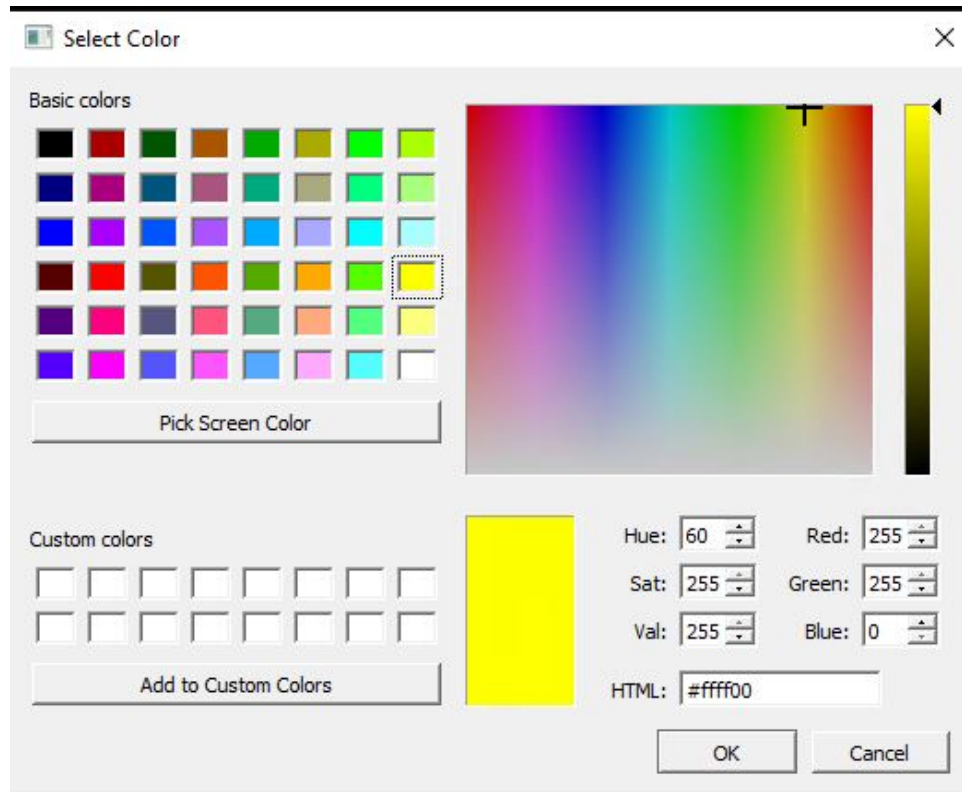 Select Color
Basic colors
Pick Screen Color
Custom colors
Add to Custom Colors
Hue: 60 Red: 255
Sat: 255 Green: 255
Val: 255 Blue: 0
HTML: #ffff00
OK Cancel